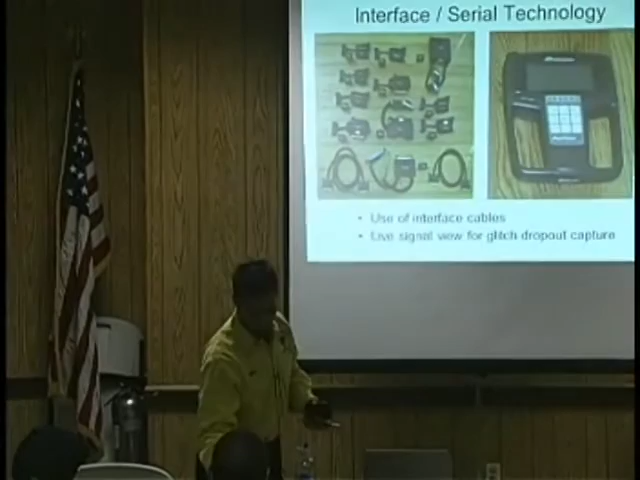 Interface / Serial Technology
• Use of interface cables
• Live signal view for glitch dropout capture